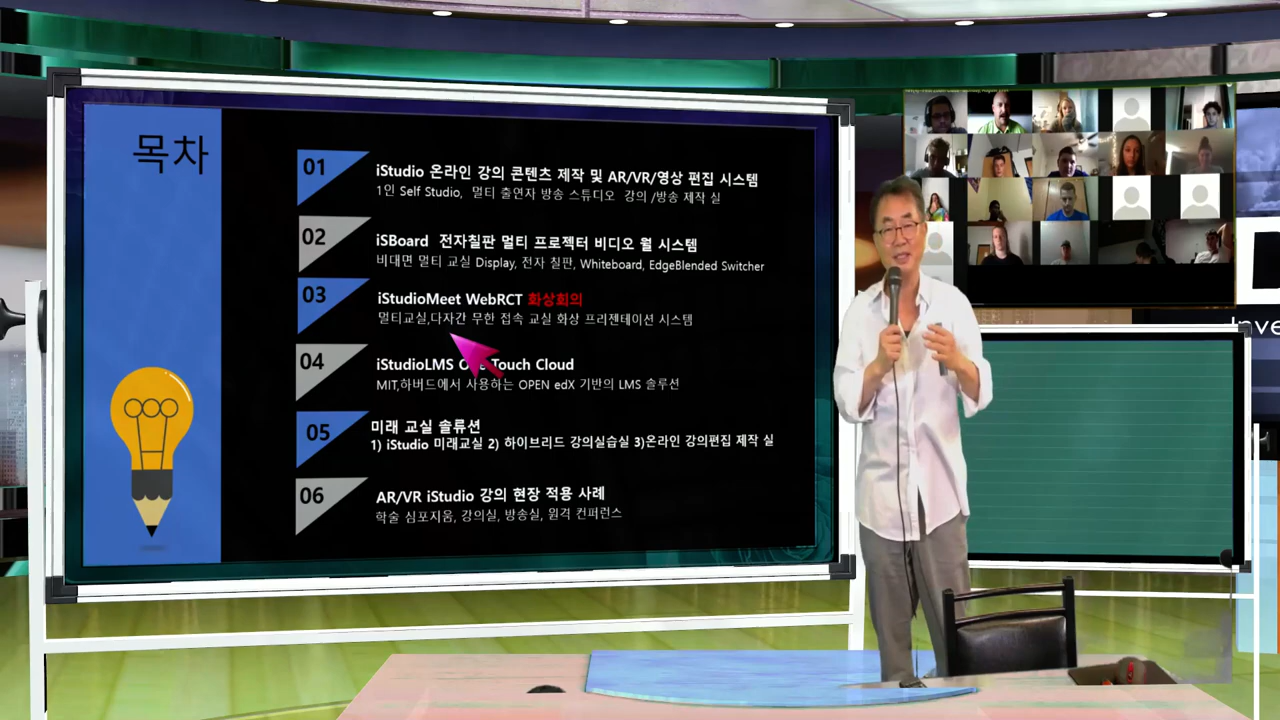 목차
01
iStudio 온라인 강의 콘텐츠 제작 및 AR/VR/영상 편집 시스템
1인 Self Studio, 멀티 출연자 방송 스튜디오 강의 /방송 제작 실
02
iSBoard 전자칠판 멀티 프로젝터 비디오 월 시스템
비대면 멀티 교실 Display, 전자 칠판, Whiteboard, EdgeBlended Switcher
03
iStudioMeet WebRCT 화상회의
멀티교실,다자간 무한 접속 교실 화상 프리젠테이션 시스템
04
iStudioLMS One Touch Cloud
MIT,하버드에서 사용하는 OPEN edX 기반의 LMS 솔루션
05
미래 교실 솔류션
1) iStudio 미래교실 2) 하이브리드 강의실습실 3)온라인 강의편집 제작 실
06
AR/VR iStudio 강의 현장 적용 사례
학술 심포지움, 강의실, 방송실, 원격 컨퍼런스
Inve